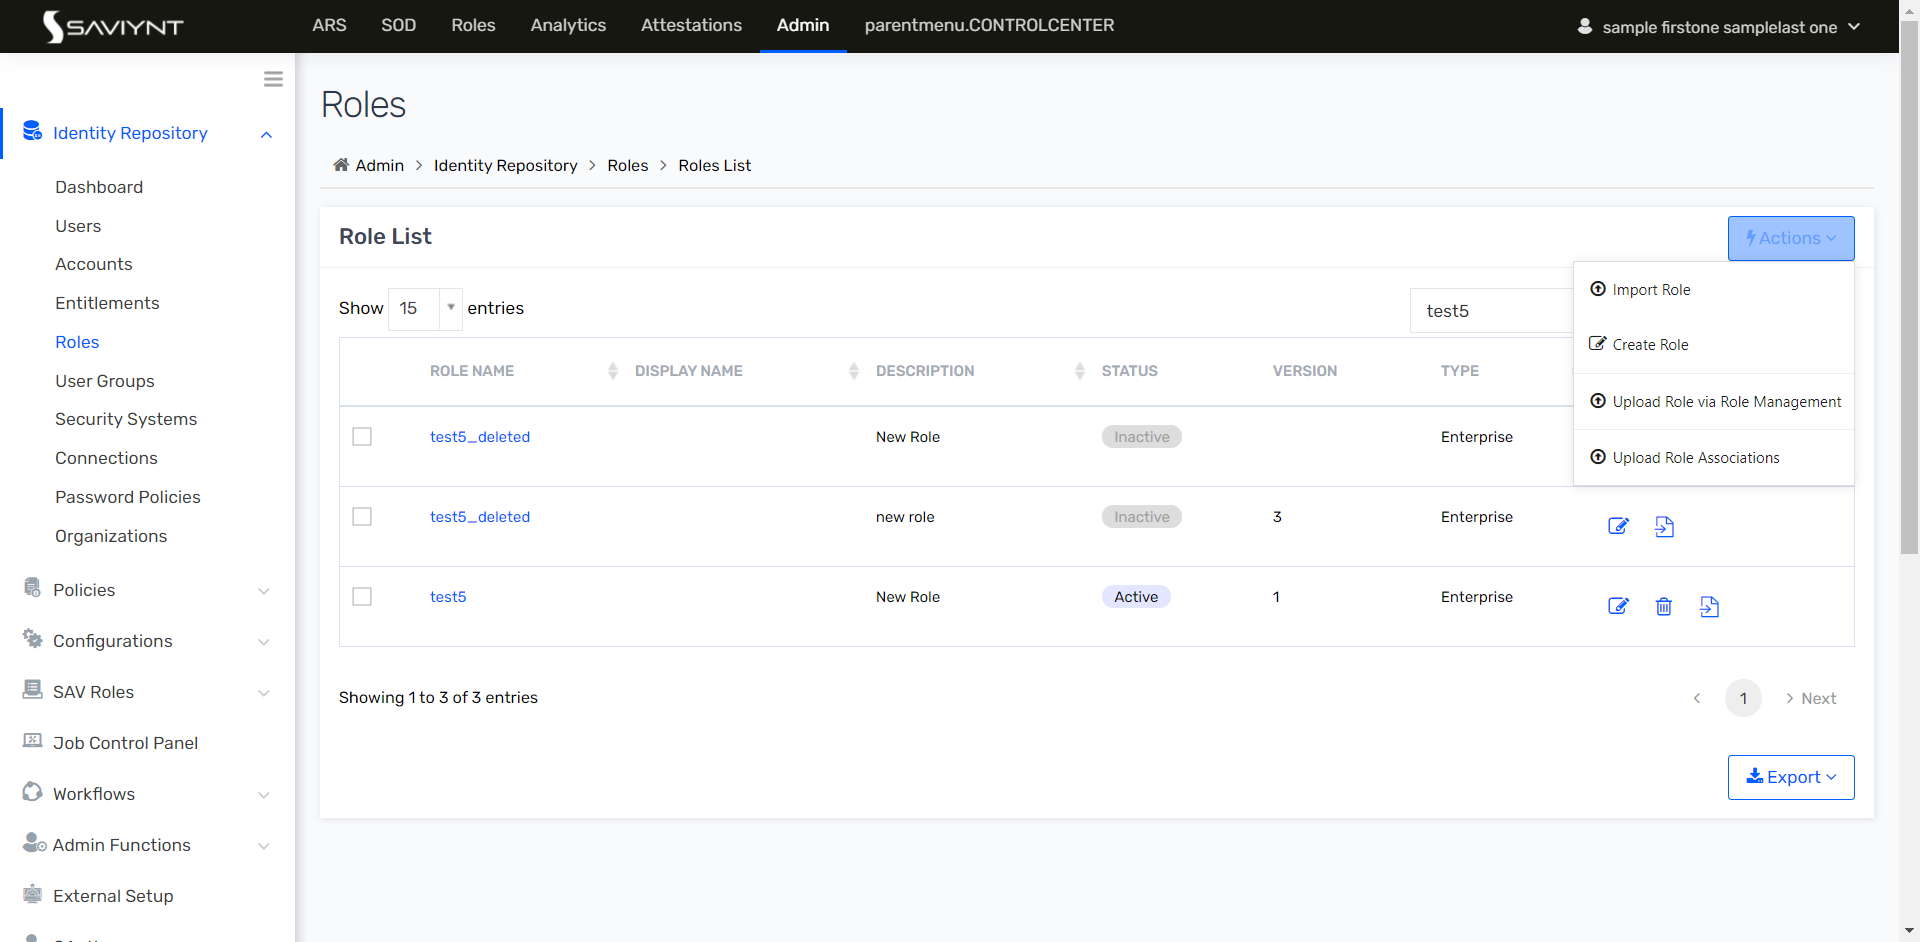 SAVIYNT
ARS SOD Roles Analytics Attestations Admin parentmenu.CONTROLCENTER
sample firstone samplelast one
Identity Repository
Dashboard
Users
Accounts
Entitlements
Roles
User Groups
Security Systems
Connections
Password Policies
Organizations
Policies
Configurations
SAV Roles
Job Control Panel
Workflows
Admin Functions
External Setup
Roles
Admin > Identity Repository > Roles > Roles List
Role List
Actions
Import Role
Create Role
Upload Role via Role Management
Upload Role Associations
Show 15 entries
test5
ROLE NAME DISPLAY NAME DESCRIPTION STATUS VERSION TYPE
test5_deleted New Role Inactive Enterprise
test5_deleted new role Inactive 3 Enterprise
test5 New Role Active 1 Enterprise
Showing 1 to 3 of 3 entries
< 1 > Next
Export